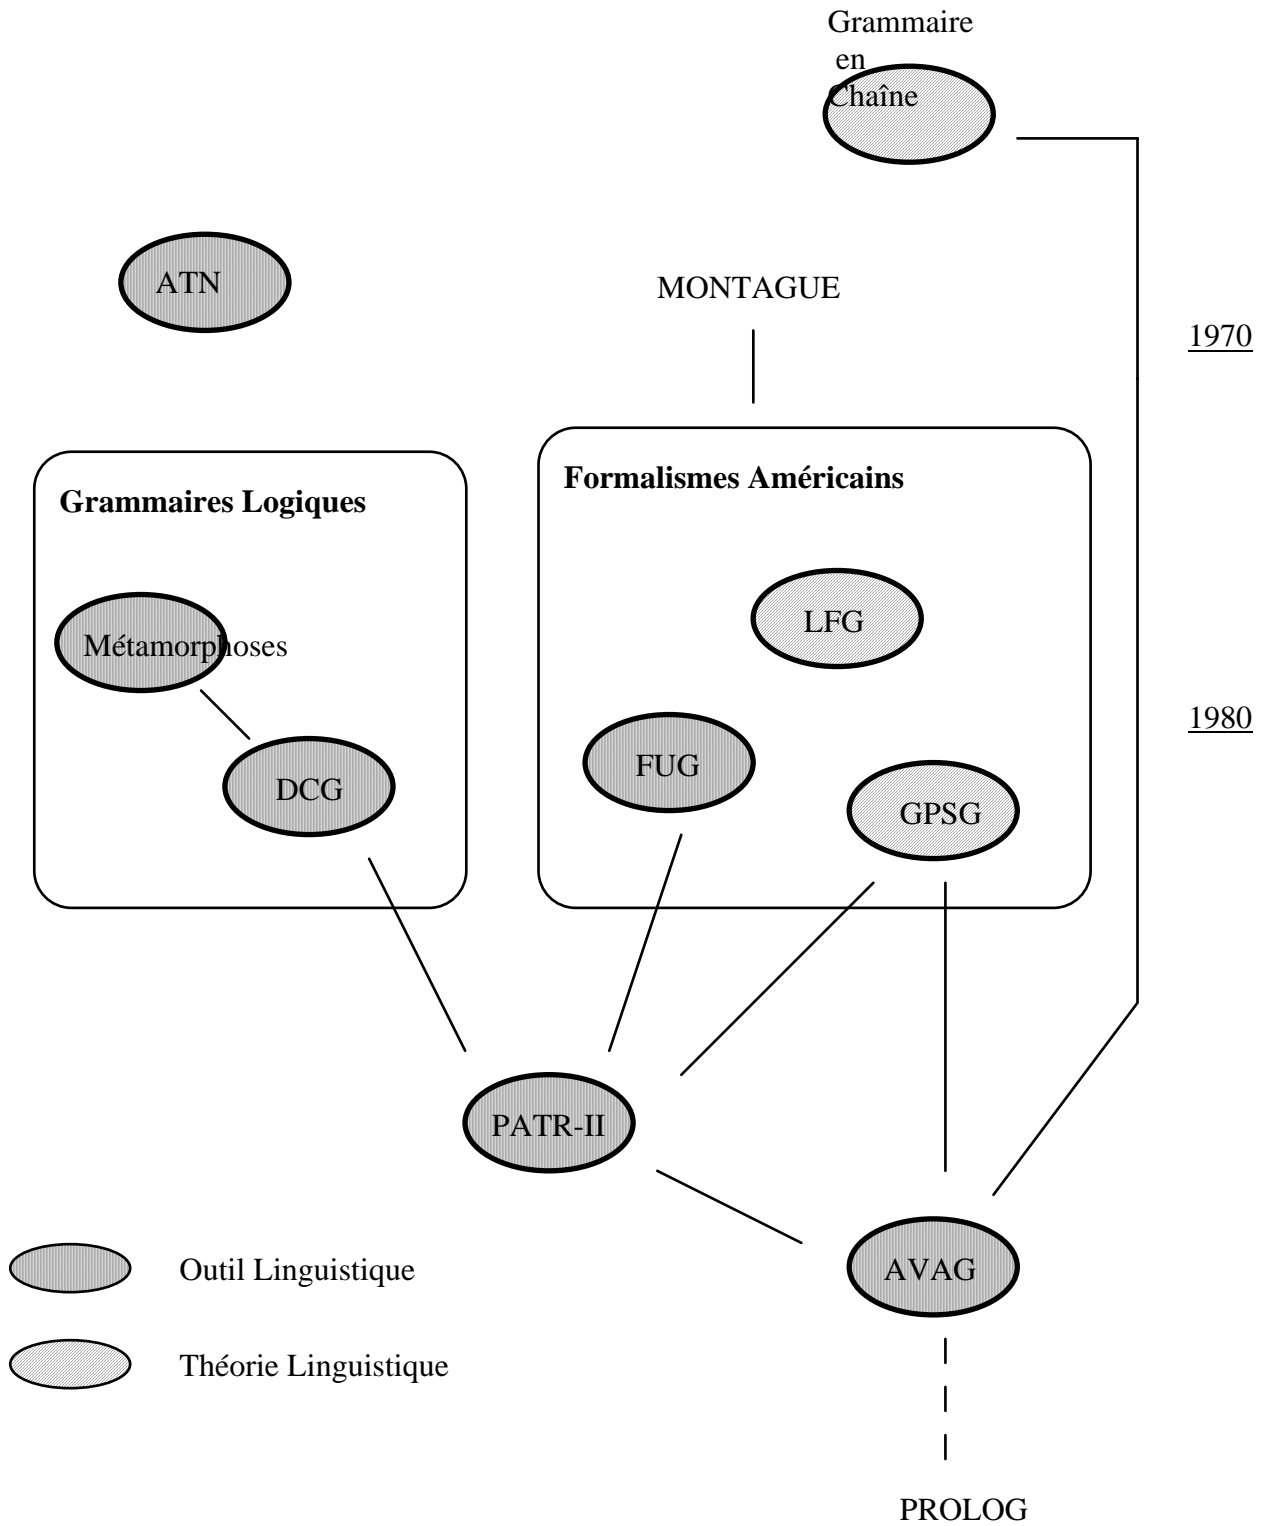 Grammaire
en
Chaîne
ATN
MONTAGUE
1970
Formalismes Américains
Grammaires Logiques
LFG
Métamorphoses
1980
FUG
DCG
GPSG
PATR-II
AVAG
Outil Linguistique
Théorie Linguistique
PROLOG